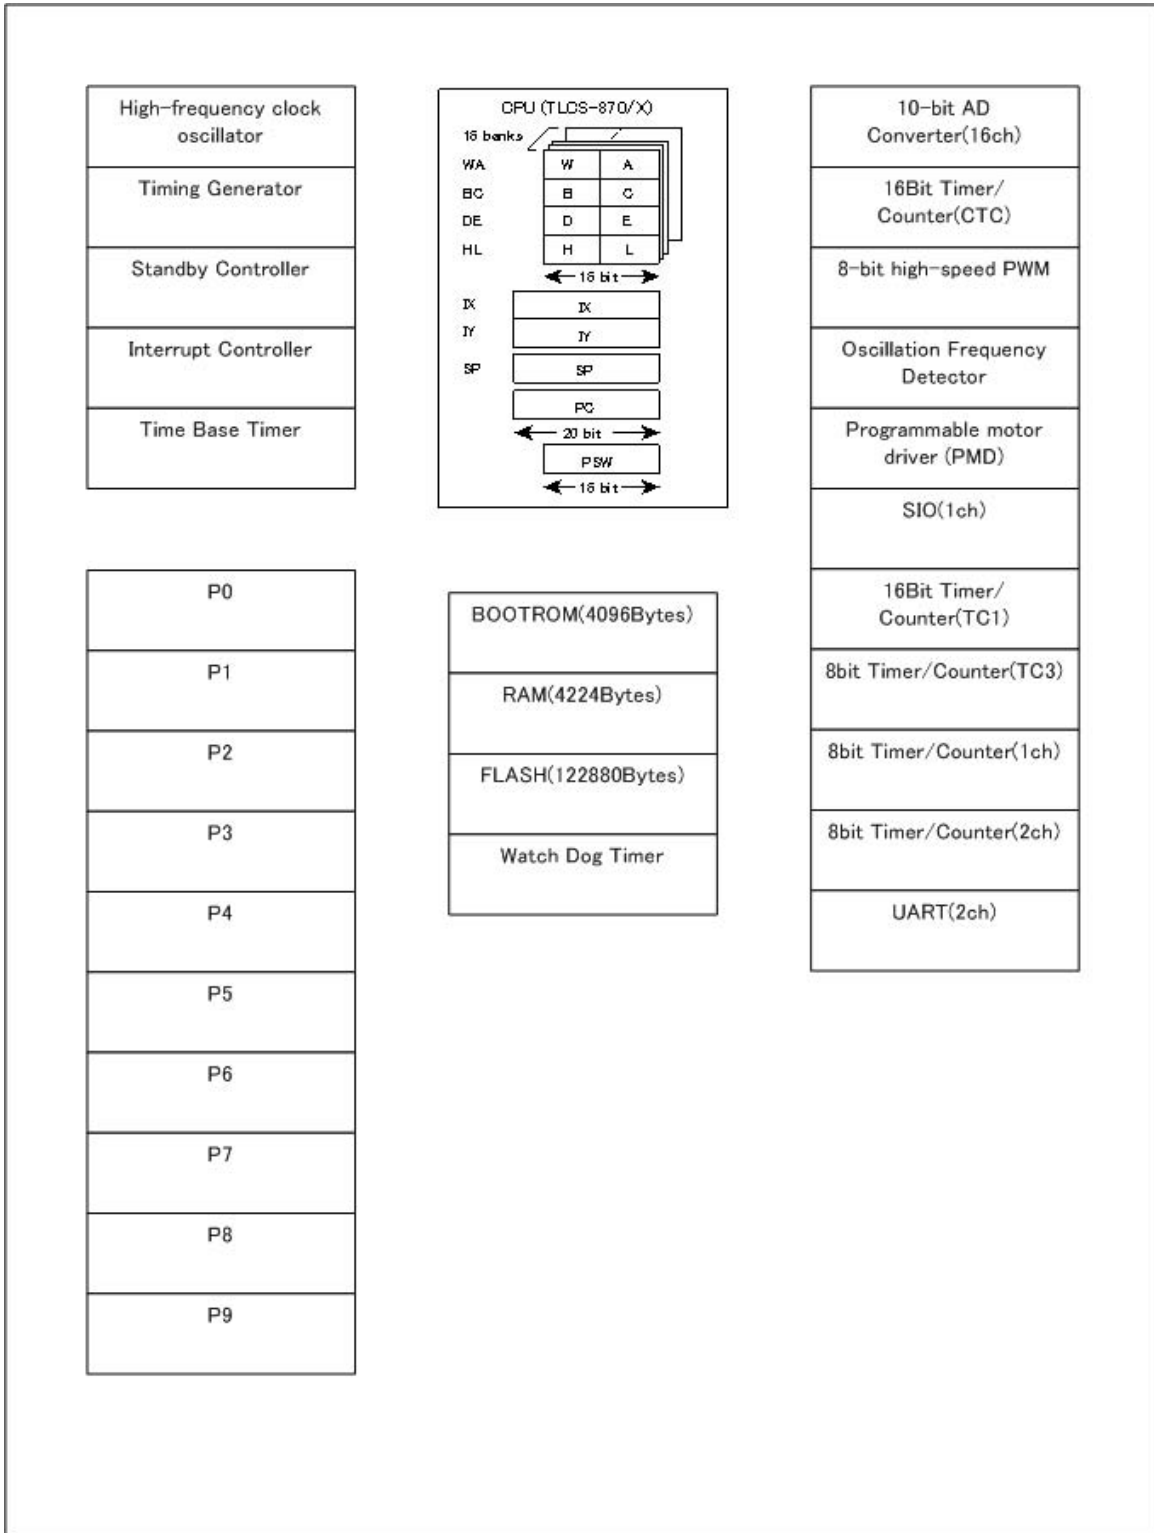 High-frequency clock
oscillator
Timing Generator
Standby Controller
Interrupt Controller
Time Base Timer
P0
P1
P2
P3
P4
P5
P6
P7
P8
P9
CPU (TLCS-870/X)
16 banks
WA W A
BC B C
DE D E
HL H L
16 bit
IX IX
IY IY
SP SP
PC
20 bit
PSW
16 bit
BOOTROM(4096Bytes)
RAM(4224Bytes)
FLASH(122880Bytes)
Watch Dog Timer
10-bit AD
Converter(16ch)
16Bit Timer/
Counter(CTC)
8-bit high-speed PWM
Oscillation Frequency
Detector
Programmable motor
driver (PMD)
SIO(1ch)
16Bit Timer/
Counter(TC1)
8bit Timer/Counter(TC3)
8bit Timer/Counter(1ch)
8bit Timer/Counter(2ch)
UART(2ch)